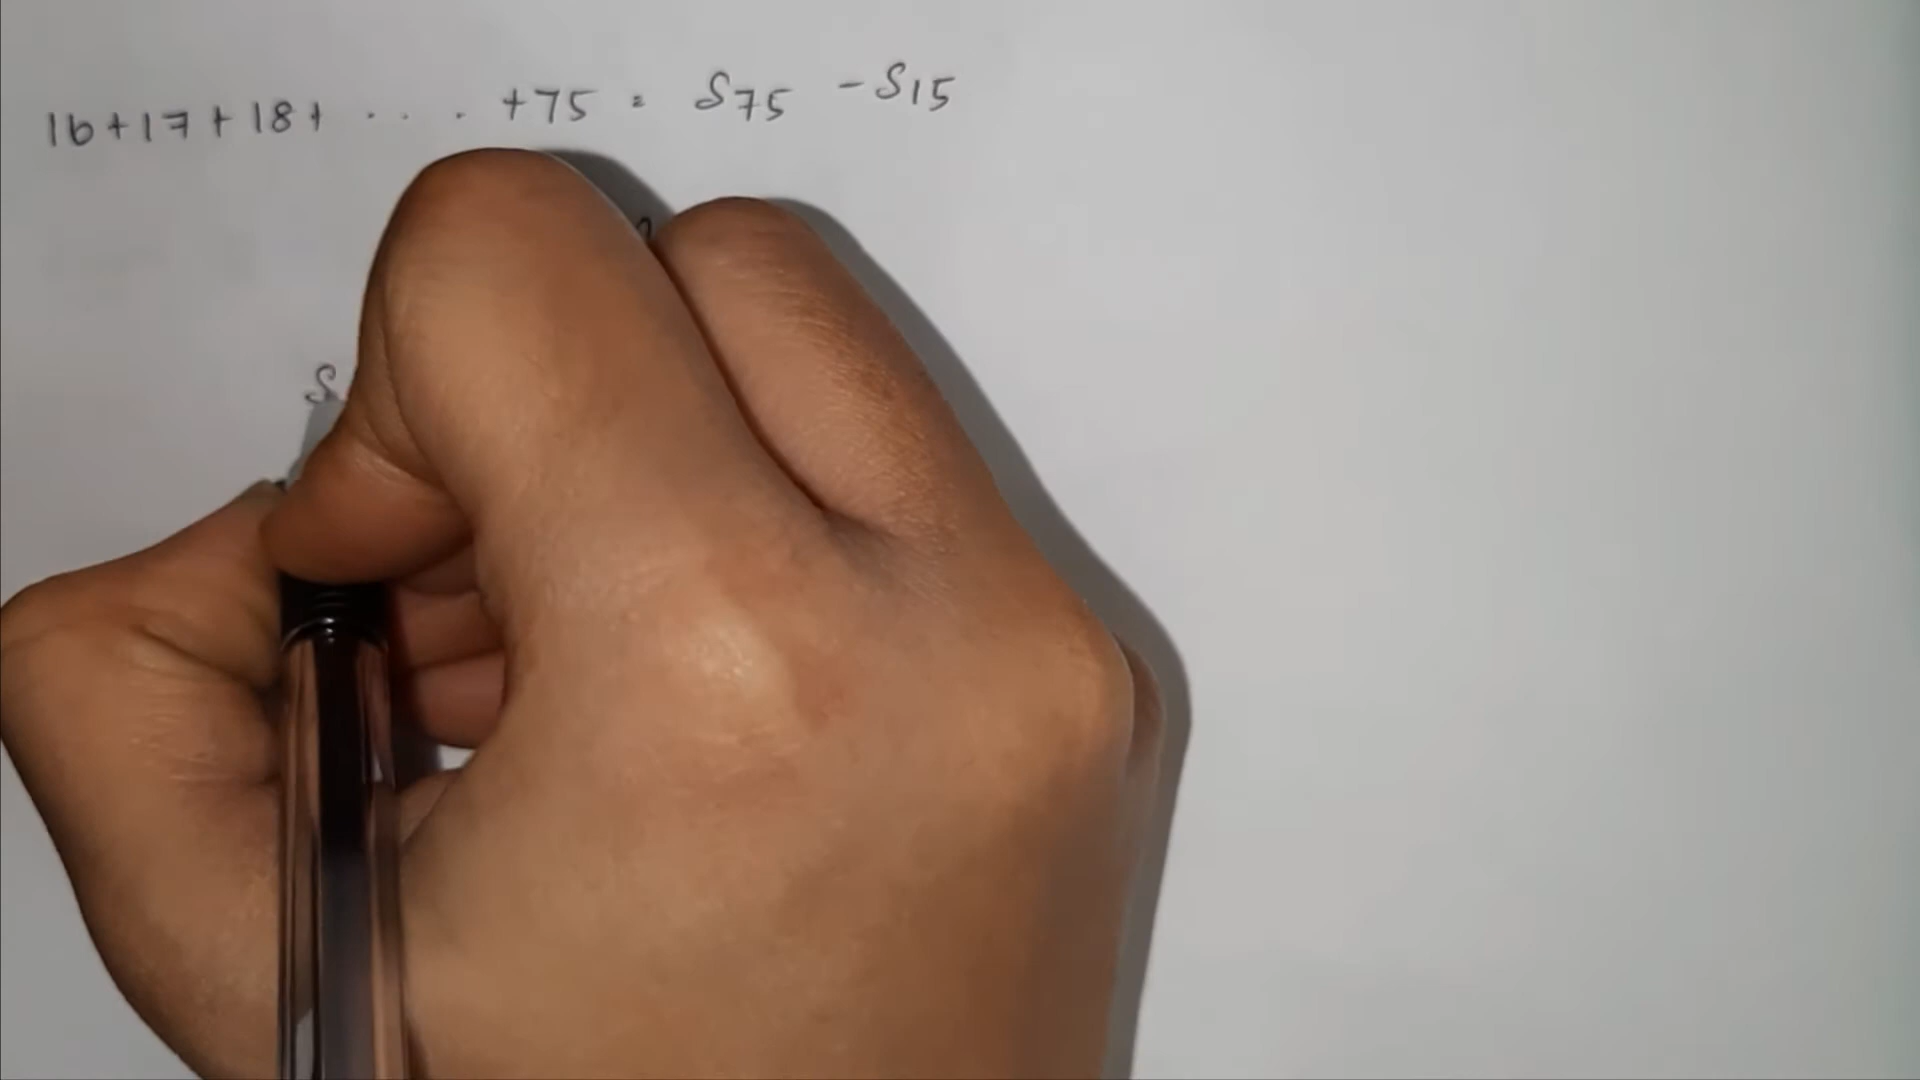 16+17+18+ . . . . +75 = S75 - S15
S